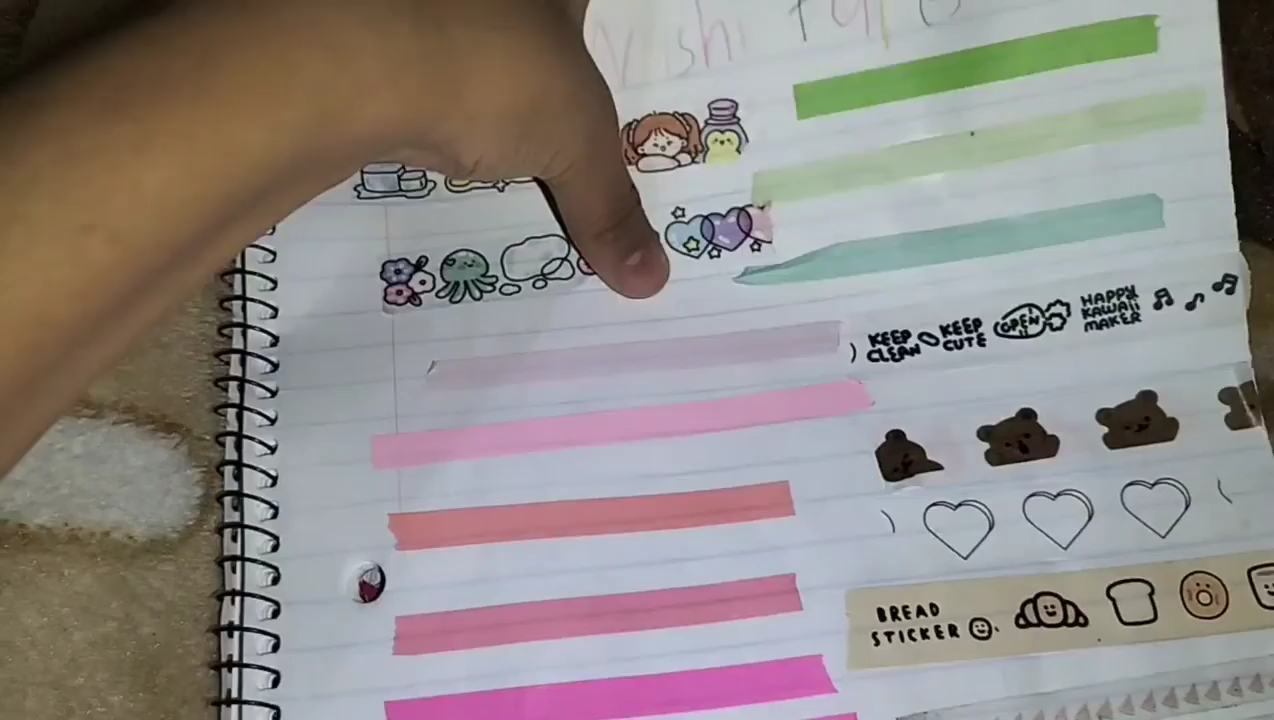 KEEP CLEAN
KEEP CUTE
OPEN
HAPPY KAWAII MAKER
BREAD
STICKER